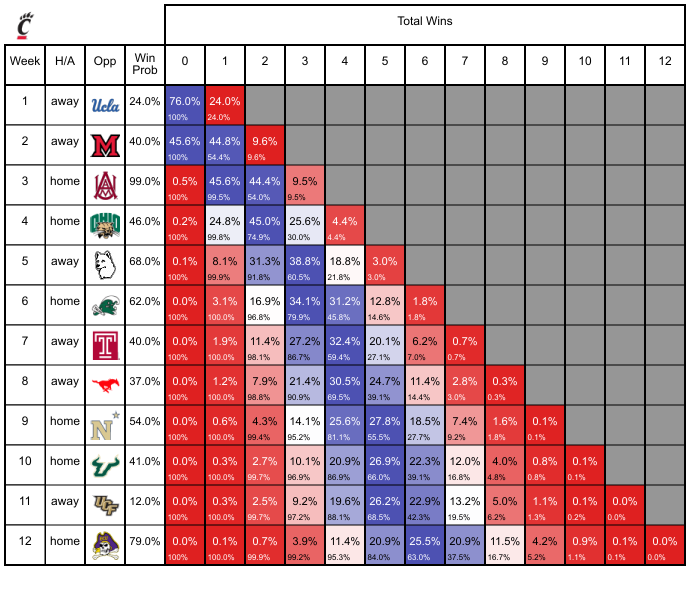 C
Total Wins
Week H/A Opp Win Prob 0 1 2 3 4 5 6 7 8 9 10 11 12
1 away Ucla 24.0% 76.0% 24.0%
100% 24.0%
2 away M 40.0% 45.6% 44.8% 9.6%
100% 54.4% 9.6%
3 home A M 99.0% 0.5% 45.6% 44.4% 9.5%
100% 99.5% 54.0% 9.5%
4 home OHIO 46.0% 0.2% 24.8% 45.0% 25.6% 4.4%
100% 99.8% 74.9% 30.0% 4.4%
5 away 68.0% 0.1% 8.1% 31.3% 38.8% 18.8% 3.0%
100% 99.9% 91.8% 60.5% 21.8% 3.0%
6 home 62.0% 0.0% 3.1% 16.9% 34.1% 31.2% 12.8% 1.8%
100% 100.0% 96.8% 79.9% 45.8% 14.6% 1.8%
7 away T 40.0% 0.0% 1.9% 11.4% 27.2% 32.4% 20.1% 6.2% 0.7%
100% 100.0% 98.1% 86.7% 59.4% 27.1% 7.0% 0.7%
8 away 37.0% 0.0% 1.2% 7.9% 21.4% 30.5% 24.7% 11.4% 2.8% 0.3%
100% 100.0% 98.8% 90.9% 69.5% 39.1% 14.4% 3.0% 0.3%
9 home N 54.0% 0.0% 0.6% 4.3% 14.1% 25.6% 27.8% 18.5% 7.4% 1.6% 0.1%
100% 100.0% 99.4% 95.2% 81.1% 55.5% 27.7% 9.2% 1.8% 0.1%
10 home 41.0% 0.0% 0.3% 2.7% 10.1% 20.9% 26.9% 22.3% 12.0% 4.0% 0.8% 0.1%
100% 100.0% 99.7% 96.9% 86.9% 66.0% 39.1% 16.8% 4.8% 0.8% 0.1%
11 away UCF 12.0% 0.0% 0.3% 2.5% 9.2% 19.6% 26.2% 22.9% 13.2% 5.0% 1.1% 0.1% 0.0%
100% 100.0% 99.7% 97.2% 88.1% 68.5% 42.3% 19.5% 6.2% 1.3% 0.2% 0.0%
12 home 79.0% 0.0% 0.1% 0.7% 3.9% 11.4% 20.9% 25.5% 20.9% 11.5% 4.2% 0.9% 0.1% 0.0%
100% 100.0% 99.9% 99.2% 95.3% 84.0% 63.0% 37.5% 16.7% 5.2% 1.1% 0.1% 0.0%